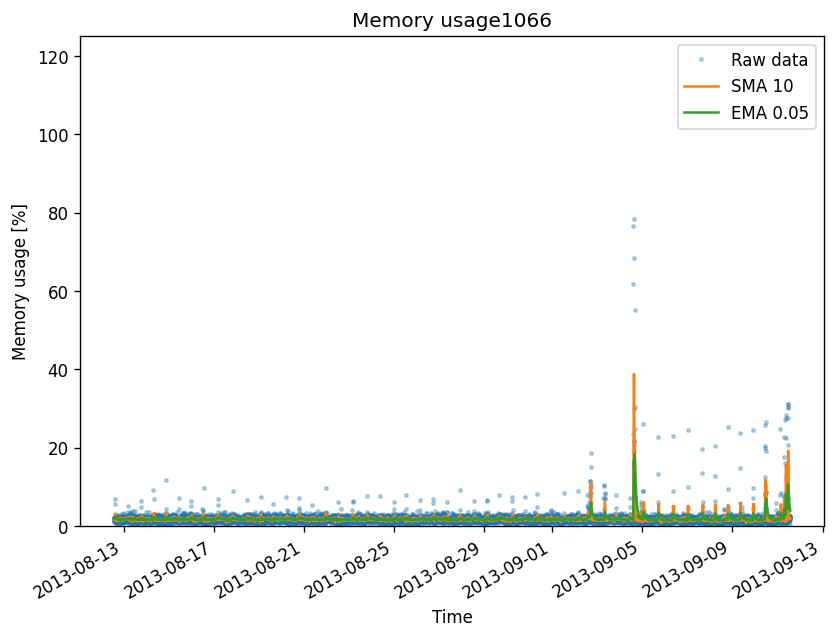 Memory usage1066
120
100
80
60
40
20
0
Memory usage [%]
Raw data
SMA 10
EMA 0.05
2013-08-13
2013-08-17
2013-08-21
2013-08-25
2013-08-29
2013-09-01
2013-09-05
2013-09-09
2013-09-13
Time